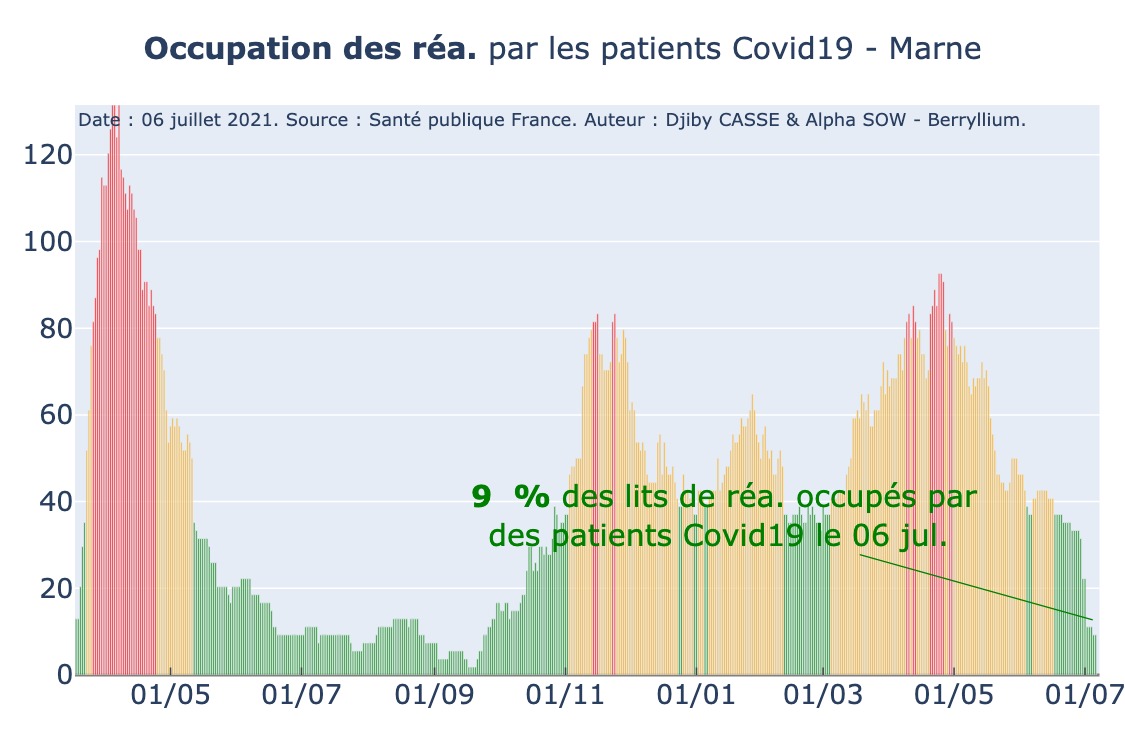 Occupation des réa. par les patients Covid19 - Marne
Date : 06 juillet 2021. Source : Santé publique France. Auteur : Djiby CASSE & Alpha SOW - Berryllium.
120
100
80
60
40
20
0
9 % des lits de réa. occupés par
des patients Covid19 le 06 jul.
01/05 01/07 01/09 01/11 01/01 01/03 01/05 01/07